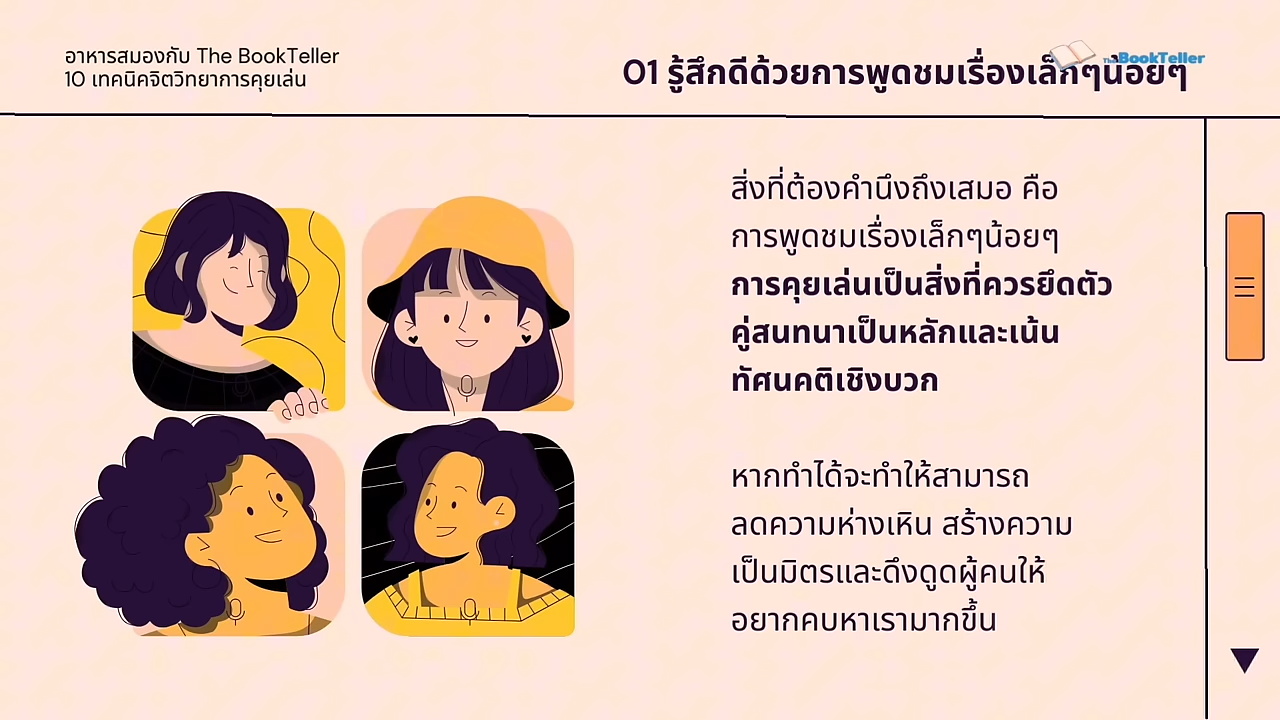 อาหารสมองกับ The BookTeller
10 เทคนิคจิตวิทยาการคุยเล่น
01 รู้สึกดีด้วยการพูดชมเรื่องเล็กๆน้อยๆ
The BookTeller
สิ่งที่ต้องคำนึงถึงเสมอ คือ
การพูดชมเรื่องเล็กๆน้อยๆ
การคุยเล่นเป็นสิ่งที่ควรยึดตัว
คู่สนทนาเป็นหลักและเน้น
ทัศนคติเชิงบวก
หากทำได้จะทำให้สามารถ
ลดความห่างเหิน สร้างความ
เป็นมิตรและดึงดูดผู้คนให้
อยากคบหาเรามากขึ้น